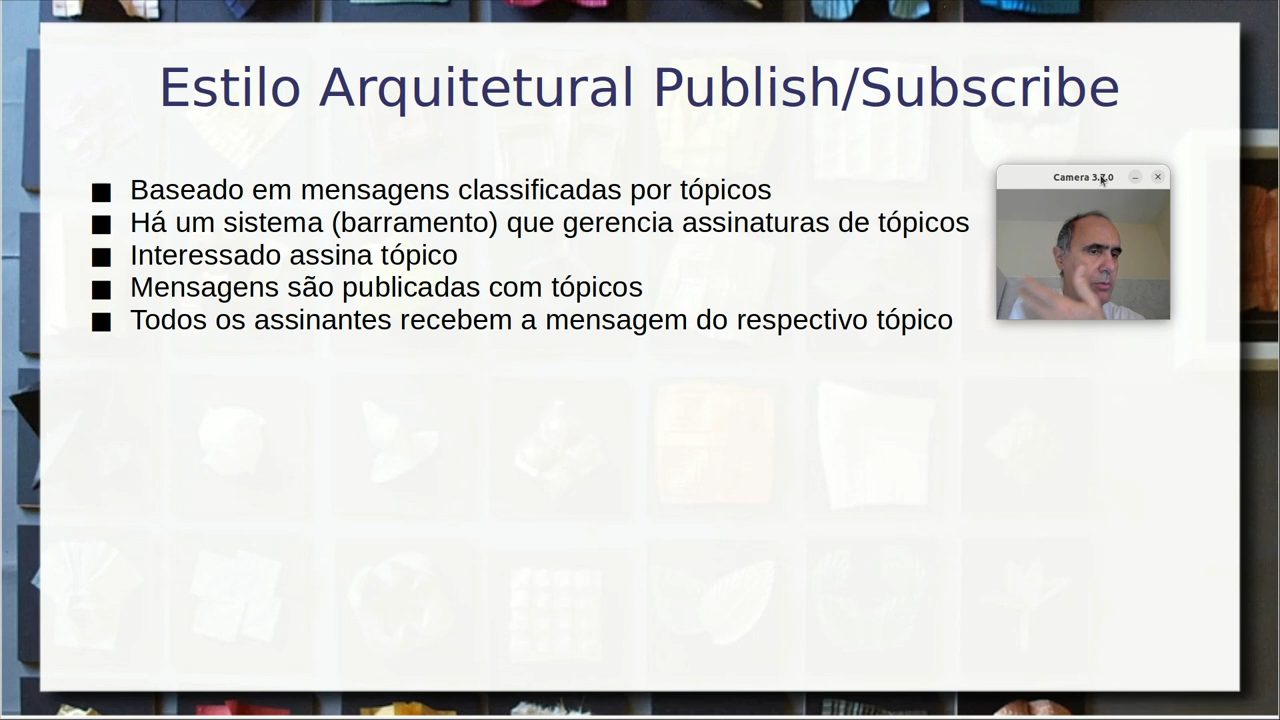 Estilo Arquitetural Publish/Subscribe
Baseado em mensagens classificadas por tópicos
Há um sistema (barramento) que gerencia assinaturas de tópicos
Interessado assina tópico
Mensagens são publicadas com tópicos
Todos os assinantes recebem a mensagem do respectivo tópico
Camera